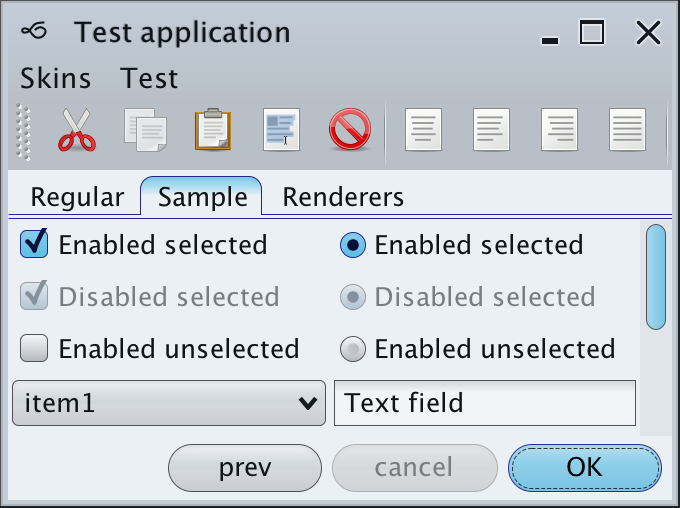 Test application
Skins Test
Regular Sample Renderers
Enabled selected Enabled selected
Disabled selected Disabled selected
Enabled unselected Enabled unselected
item1 Text field
prev cancel OK